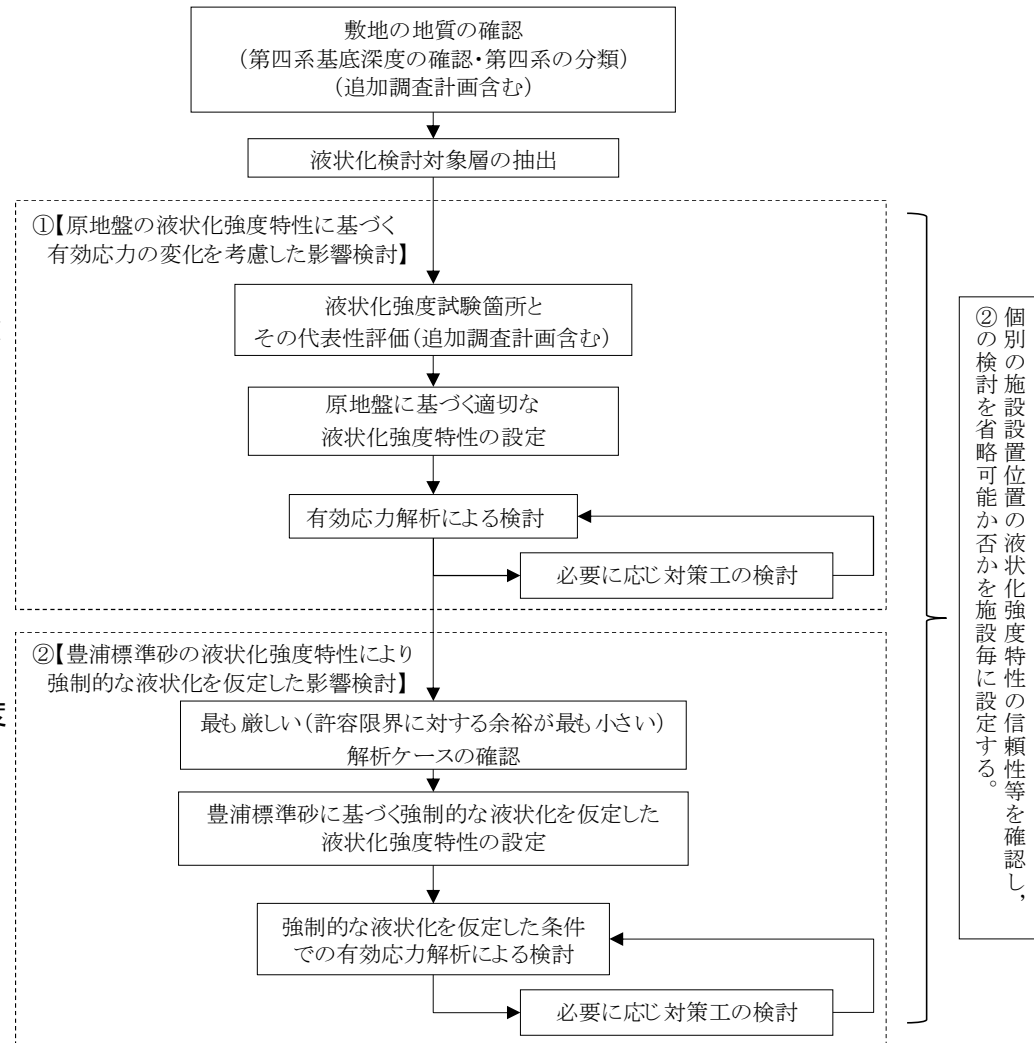 敷地の地質の確認
（第四系基底深度の確認・第四系の分類）
（追加調査計画含む）
液状化検討対象層の抽出
①【原地盤の液状化強度特性に基づく
有効応力の変化を考慮した影響検討】
液状化強度試験箇所と
その代表性評価（追加調査計画含む）
原地盤に基づく適切な
液状化強度特性の設定
有効応力解析による検討
必要に応じ対策工の検討
②【豊浦標準砂の液状化強度特性により
強制的な液状化を仮定した影響検討】
最も厳しい（許容限界に対する余裕が最も小さい）
解析ケースの確認
豊浦標準砂に基づく強制的な液状化を仮定した
液状化強度特性の設定
強制的な液状化を仮定した条件
での有効応力解析による検討
必要に応じ対策工の検討
個別の施設設置位置の液状化強度特性の信頼性等を確認し，
②の検討を省略可能か否かを施設毎に設定する。